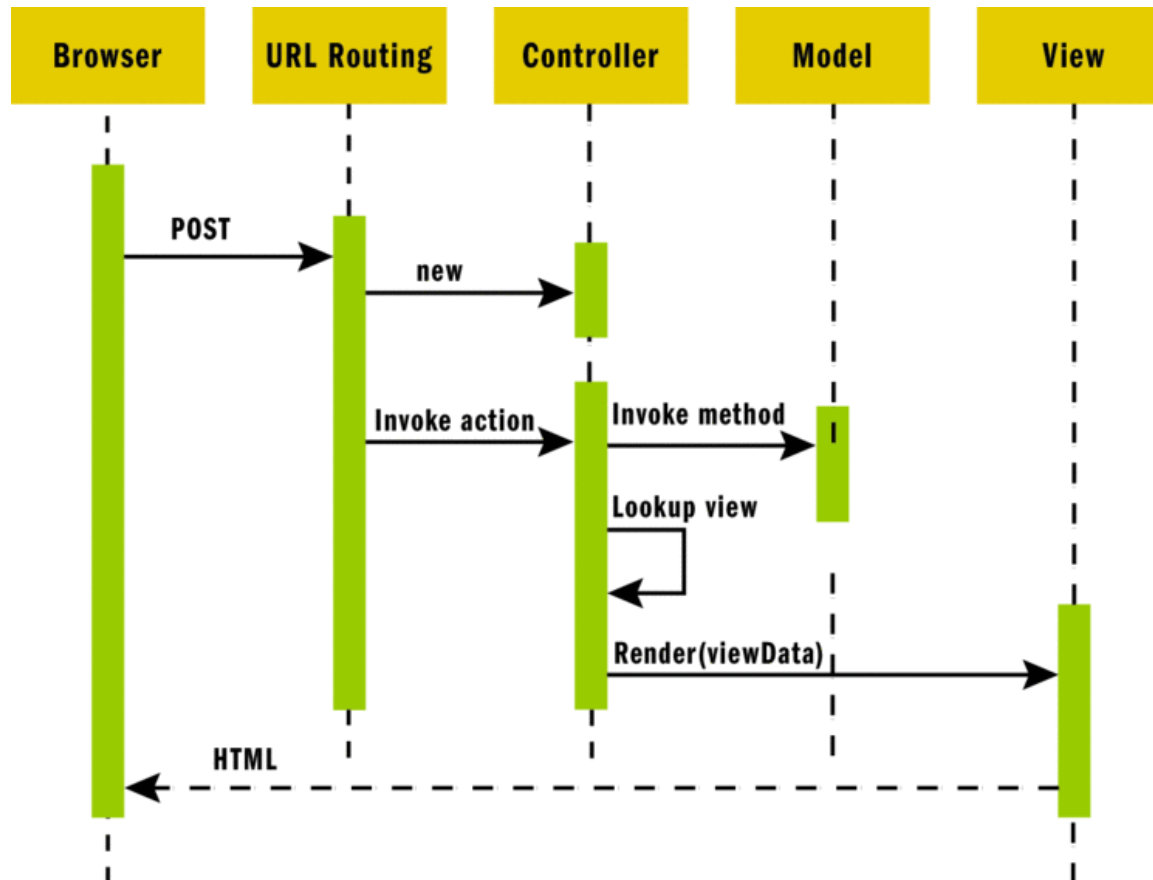 Browser
URL Routing
Controller
Model
View
POST
new
Invoke action
Invoke method
Lookup view
Render(viewData)
HTML